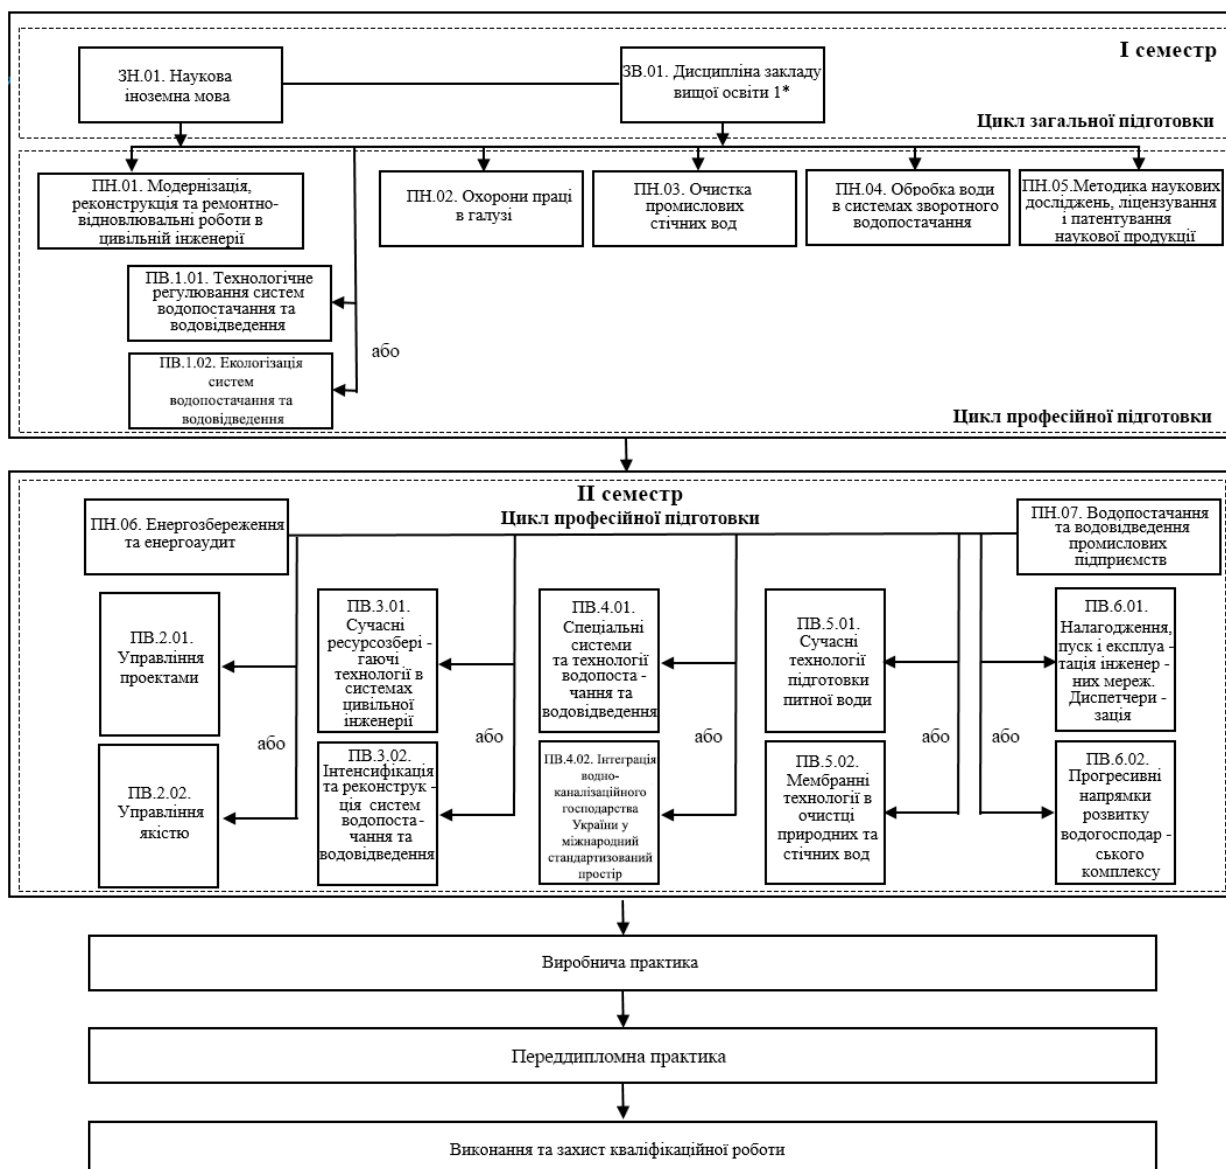 I семестр
ЗН.01. Наукова
іноземна мова
ЗВ.01. Дисципліна закладу
вищої освіти 1*
Цикл загальної підготовки
ПН.01. Модернізація,
реконструкція та ремонтно-
відновлювальні роботи в
цивільній інженерії
ПН.02. Охорони праці
в галузі
ПН.03. Очистка
промислових
стічних вод
ПН.04. Обробка води
в системах зворотного
водопостачання
ПН.05.Методика наукових
досліджень, ліцензування
і патентування
наукової продукції
ПВ.1.01. Технологічне
регулювання систем
водопостачання та
водовідведення
або
ПВ.1.02. Екологізація
систем
водопостачання та
водовідведення
Цикл професійної підготовки
II семестр
Цикл професійної підготовки
ПН.06. Енергозбереження
та енергоаудит
ПН.07. Водопостачання
та водовідведення
промислових
підприємств
ПВ.2.01.
Управління
проектами
ПВ.3.01.
Сучасні
ресурсозбері -
гаючі
технології в
системах
цивільної
інженерії
ПВ.4.01.
Спеціальні
системи
та технології
водопоста -
чання та
водовідведення
ПВ.5.01.
Сучасні
технології
підготовки
питної води
ПВ.6.01.
Налагодження,
пуск і експлуа -
тація інженер -
них мереж.
Диспетчери -
зація
або
або
або
або
або
ПВ.2.02.
Управління
якістю
ПВ.3.02.
Інтенсифікація
та реконструк -
ція систем
водопоста-
чання та
водовідведення
ПВ.4.02. Інтеграція
водно-
каналізаційного
господарства
України у
міжнародний
стандартизований
простір
ПВ.5.02.
Мембранні
технології в
очистці
природних та
стічних вод
ПВ.6.02.
Прогресивні
напрямки
розвитку
водогосподар -
ського
комплексу
Виробнича практика
Переддипломна практика
Виконання та захист кваліфікаційної роботи